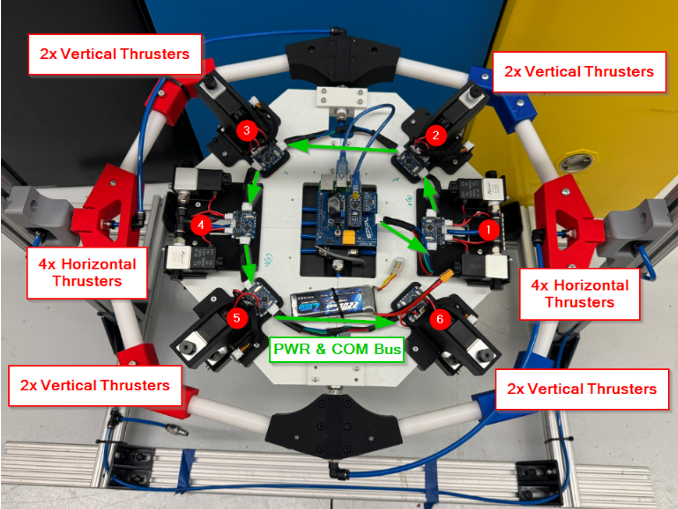 2x Vertical Thrusters
2x Vertical Thrusters
3
2
4
1
4x Horizontal
Thrusters
4x Horizontal
Thrusters
5
6
PWR & COM Bus
2x Vertical Thrusters
2x Vertical Thrusters